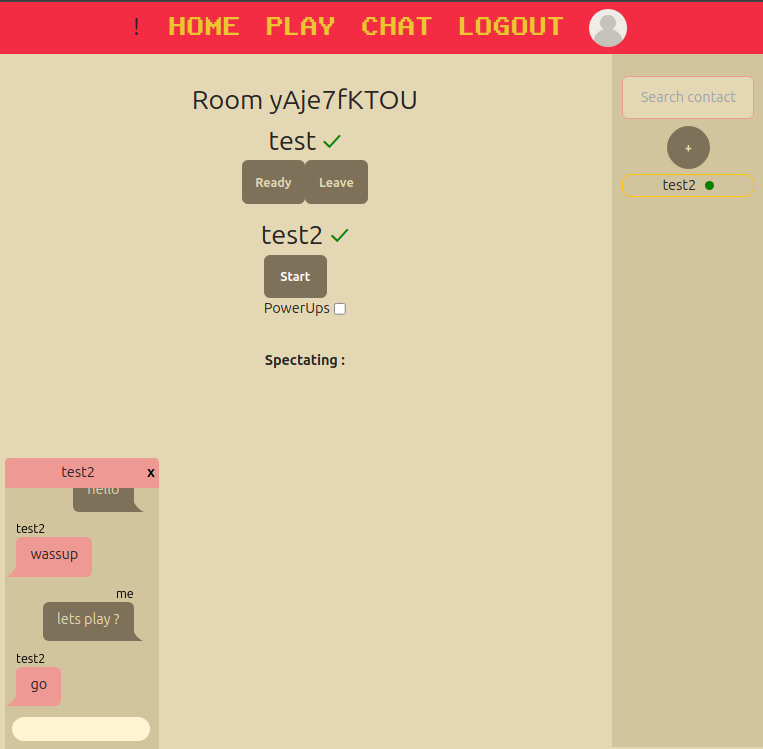 ! HOME PLAY CHAT LOGOUT
Room yAje7fKTOU
test ✓
Ready Leave
test2 ✓
Start
PowerUps
Spectating :
Search contact
+
test2
test2 x
hello
test2
wassup
me
lets play ?
test2
go